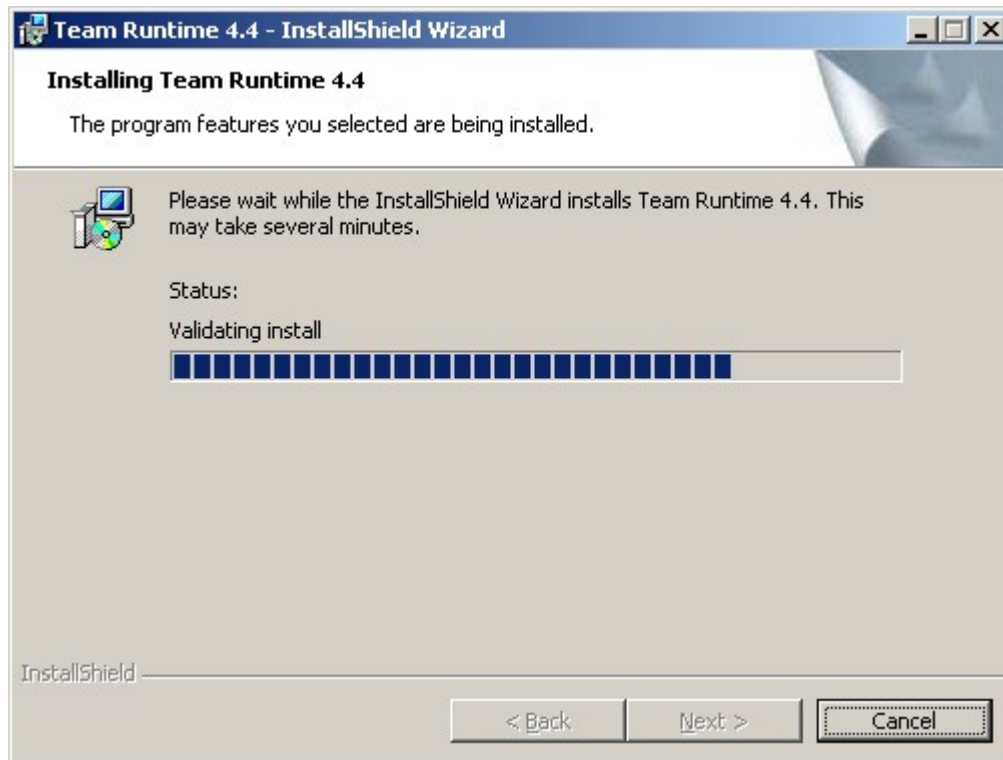 Team Runtime 4.4 - InstallShield Wizard
Installing Team Runtime 4.4
The program features you selected are being installed.
Please wait while the InstallShield Wizard installs Team Runtime 4.4. This
may take several minutes.
Status:
Validating install
InstallShield
< Back
Next >
Cancel